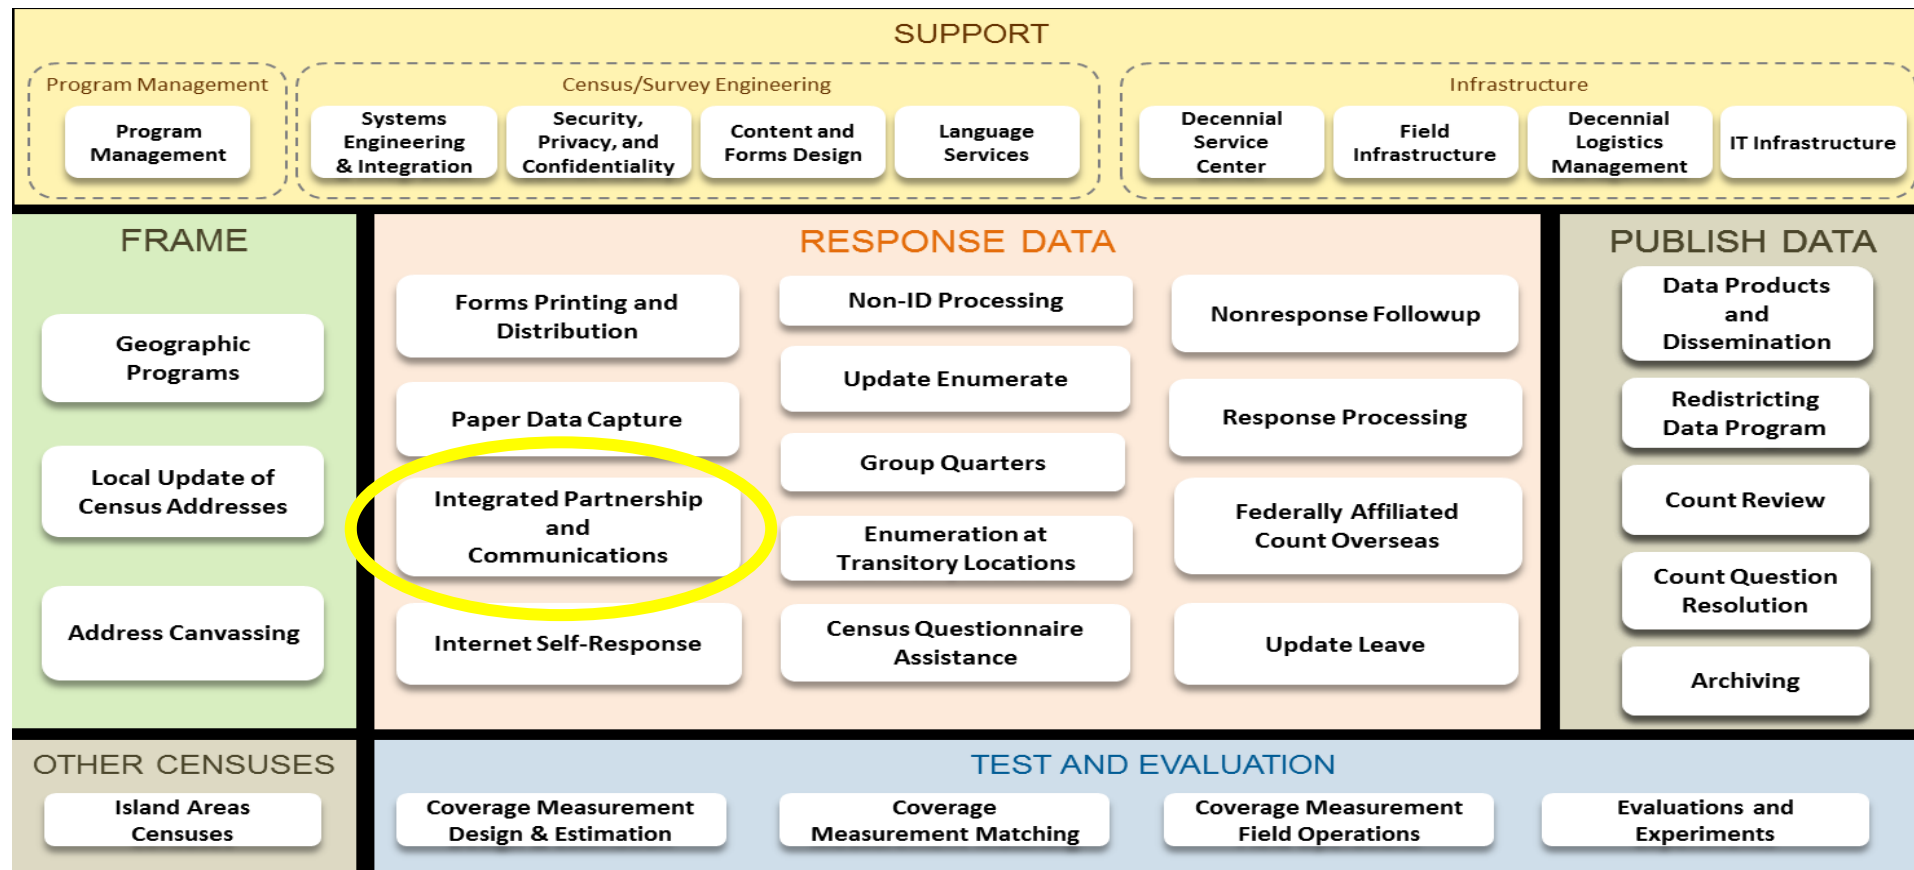 SUPPORT
Program Management
Program
Management
Census/Survey Engineering
Systems
Engineering
& Integration
Security,
Privacy, and
Confidentiality
Content and
Forms Design
Language
Services
Infrastructure
Decennial
Service
Center
Field
Infrastructure
Decennial
Logistics
Management
IT Infrastructure
FRAME
Geographic
Programs
Local Update of
Census Addresses
Address Canvassing
RESPONSE DATA
Forms Printing and
Distribution
Paper Data Capture
Integrated Partnership
and
Communications
Internet Self-Response
Non-ID Processing
Update Enumerate
Group Quarters
Enumeration at
Transitory Locations
Census Questionnaire
Assistance
Nonresponse Followup
Response Processing
Federally Affiliated
Count Overseas
Update Leave
PUBLISH DATA
Data Products
and
Dissemination
Redistricting
Data Program
Count Review
Count Question
Resolution
Archiving
OTHER CENSUSES
Island Areas
Censuses
TEST AND EVALUATION
Coverage Measurement
Design & Estimation
Coverage
Measurement Matching
Coverage Measurement
Field Operations
Evaluations and
Experiments